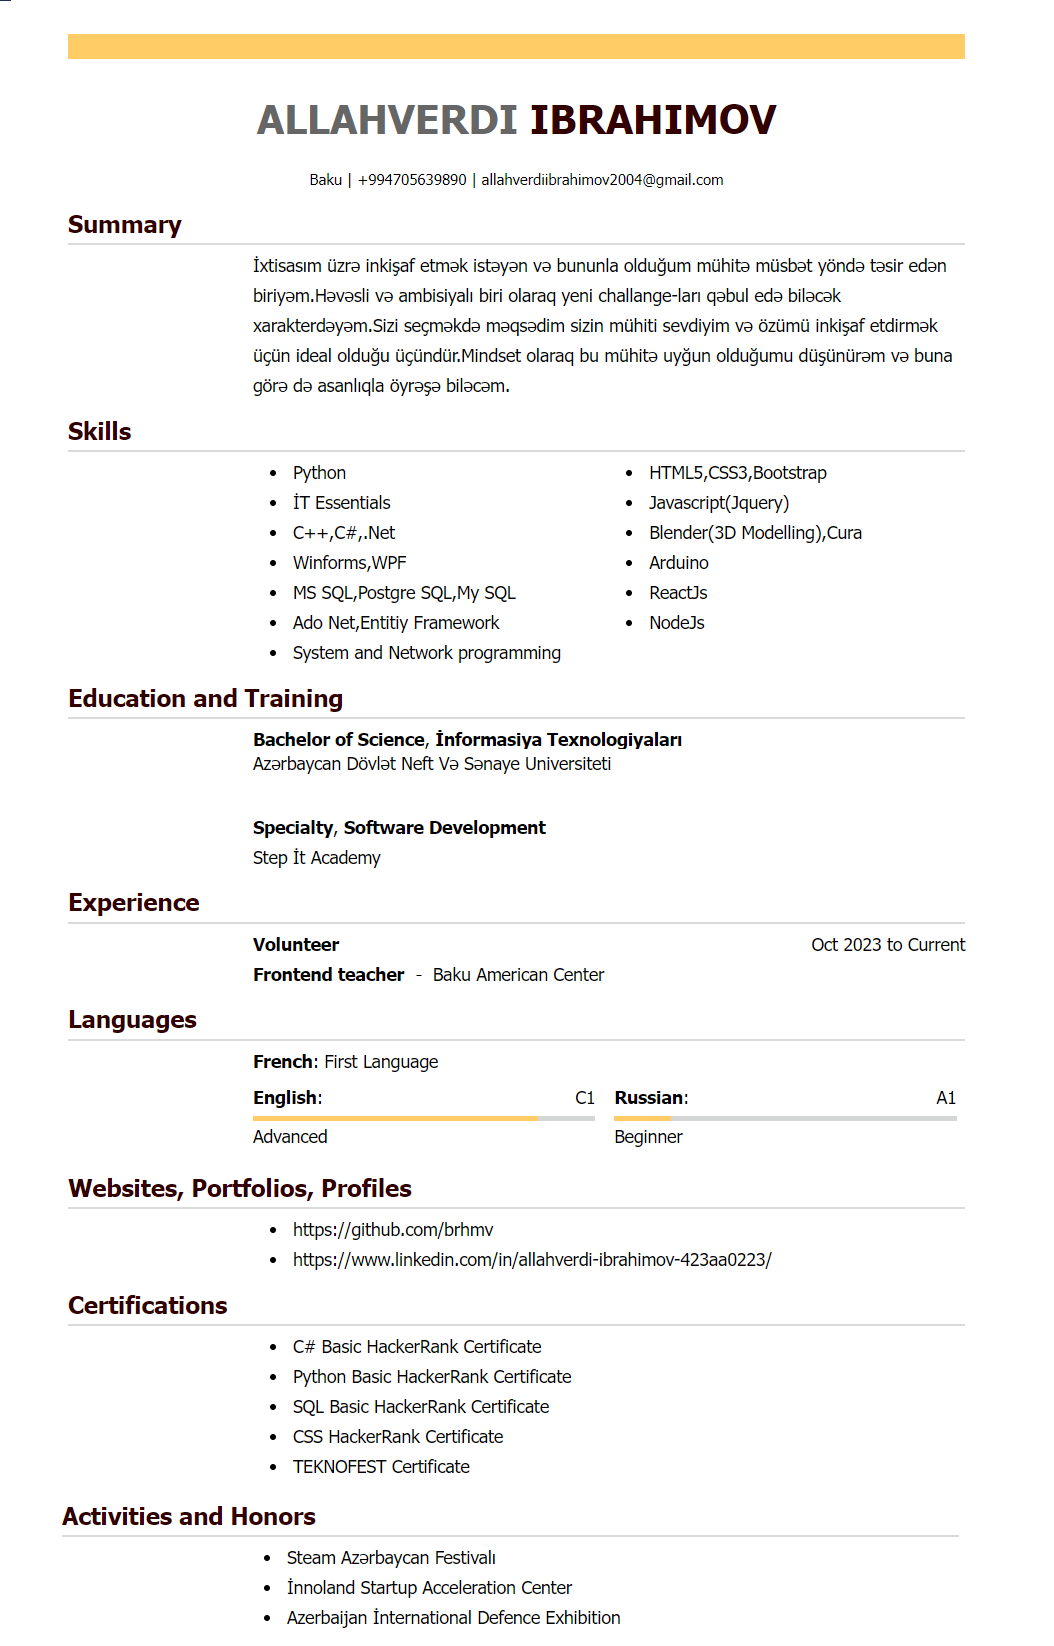 ALLAHVERDI IBRAHIMOV
Baku | +994705639890 | allahverdiibrahimov2004@gmail.com
Summary
İxtisasım üzrə inkişaf etmək istəyən və bununla olduğum mühitə müsbət yöndə təsir edən
biriyəm.Həvəsli və ambisiyalı biri olaraq yeni challange-ları qəbul edə biləcək
xarakterdəyəm.Sizi seçməkdə məqsədim sizin mühiti sevdiyim və özümü inkişaf etdirmək
üçün ideal olduğu üçündür.Mindset olaraq bu mühitə uyğun olduğumu düşünürəm və buna
görə də asanlıqla öyrəşə biləcəm.
Skills
• Python
• İT Essentials
• C++,C#,.Net
• Winforms,WPF
• MS SQL,Postgre SQL,My SQL
• Ado Net,Entitiy Framework
• System and Network programming
• HTML5,CSS3,Bootstrap
• Javascript(Jquery)
• Blender(3D Modelling),Cura
• Arduino
• ReactJs
• NodeJs
Education and Training
Bachelor of Science, İnformasiya Texnologiyaları
Azərbaycan Dövlət Neft Və Sənaye Universiteti
Specialty, Software Development
Step İt Academy
Experience
Volunteer Oct 2023 to Current
Frontend teacher - Baku American Center
Languages
French: First Language
English: C1
Advanced
Russian: A1
Beginner
Websites, Portfolios, Profiles
• https://github.com/brhmv
• https://www.linkedin.com/in/allahverdi-ibrahimov-423aa0223/
Certifications
• C# Basic HackerRank Certificate
• Python Basic HackerRank Certificate
• SQL Basic HackerRank Certificate
• CSS HackerRank Certificate
• TEKNOFEST Certificate
Activities and Honors
• Steam Azərbaycan Festivalı
• İnnoland Startup Acceleration Center
• Azerbaijan İnternational Defence Exhibition